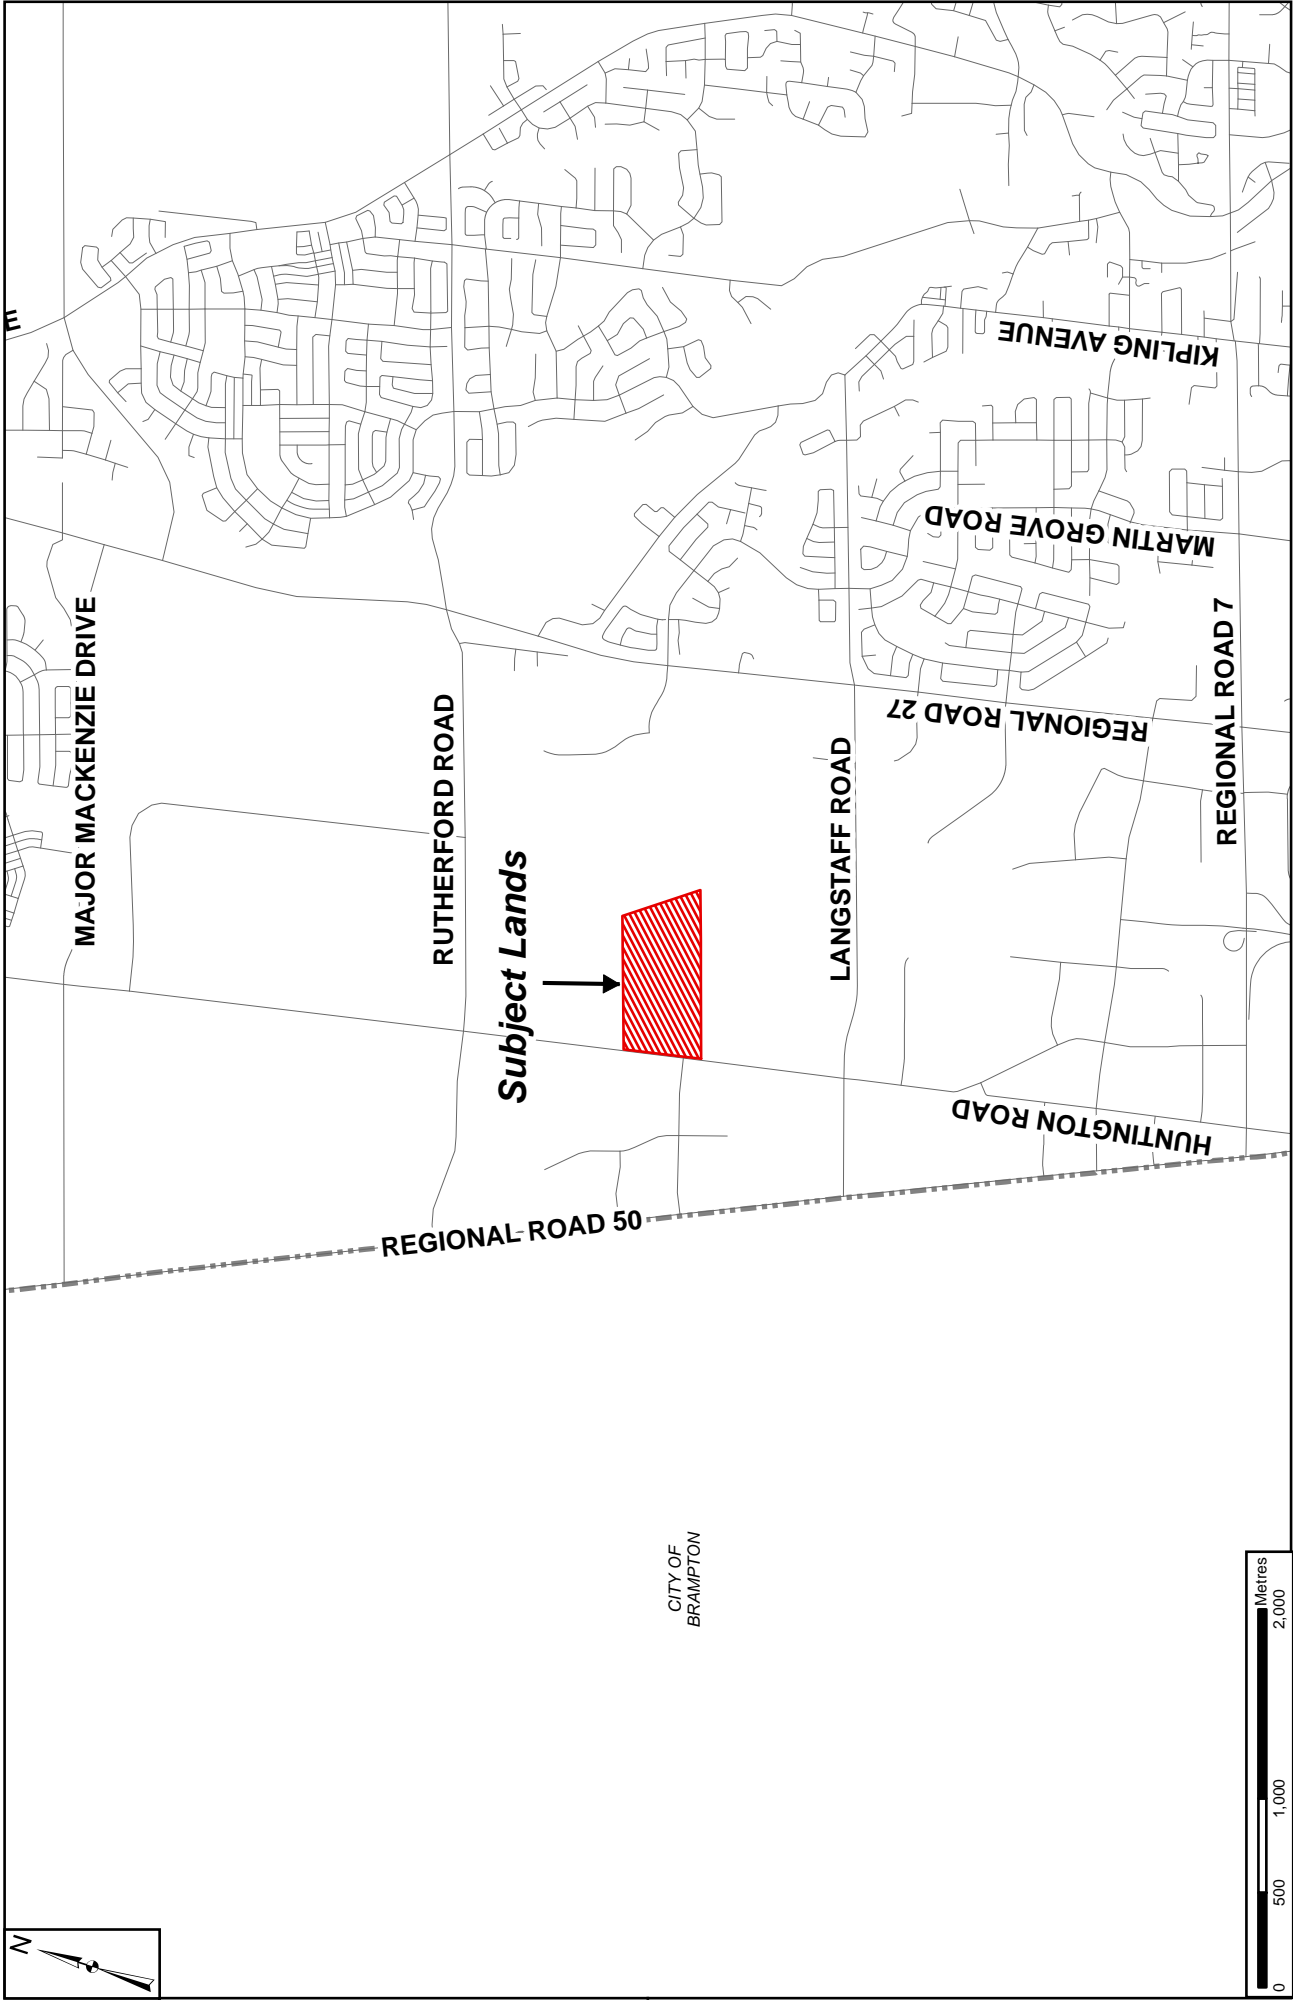 N
E
MAJOR MACKENZIE DRIVE
RUTHERFORD ROAD
Subject Lands
LANGSTAFF ROAD
REGIONAL ROAD 7
KIPLING AVENUE
MARTIN GROVE ROAD
REGIONAL ROAD 27
HUNTINGTON ROAD
REGIONAL ROAD 50
CITY OF
BRAMPTON
0 500 1,000 2,000
Metres